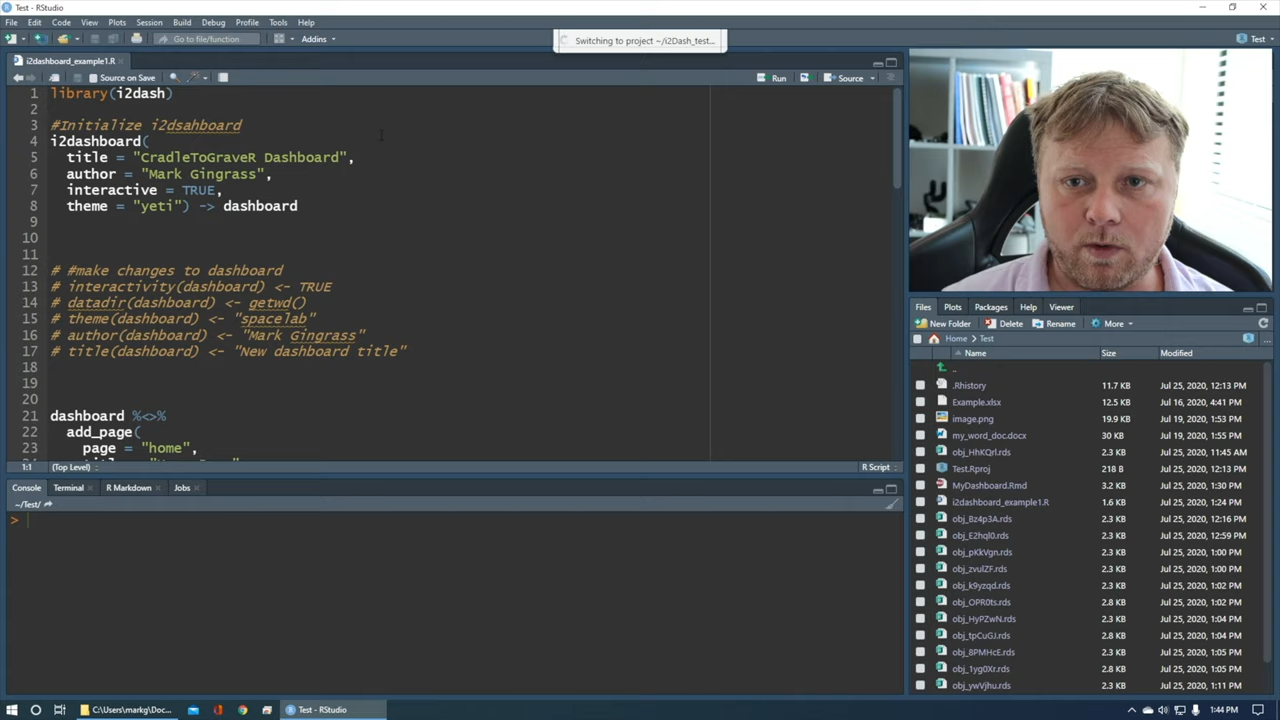 Test - RStudio
File Edit Code View Plots Session Build Debug Profile Tools Help
Go to file/function Addins Test
Switching to project ~/i2Dash_test...
i2dashboard_example1.R
Source on Save Run Source
1 library(i2dash)
2
3 #Initialize i2dsahboard
4 i2dashboard(
5 title = "CradleToGraveR Dashboard",
6 author = "Mark Gingrass",
7 interactive = TRUE,
8 theme = "yeti") -> dashboard
9
10
11
12 # #make changes to dashboard
13 # interactivity(dashboard) <- TRUE
14 # datadir(dashboard) <- getwd()
15 # theme(dashboard) <- "spacelab"
16 # author(dashboard) <- "Mark Gingrass"
17 # title(dashboard) <- "New dashboard title"
18
19
20
21 dashboard %<>%
22 add_page(
23 page = "home",
1:1 (Top Level) R Script
Console Terminal R Markdown Jobs
~/Test/
>
Files Plots Packages Help Viewer
New Folder Delete Rename More
Home Test
Name Size Modified
..
.Rhistory 11.7 KB Jul 25, 2020, 12:13 PM
Example.xlsx 12.5 KB Jul 16, 2020, 4:41 PM
image.png 19.9 KB Jul 19, 2020, 1:53 PM
my_word_doc.docx 30 KB Jul 19, 2020, 1:55 PM
obj_HhKQrl.rds 2.3 KB Jul 25, 2020, 11:45 AM
Test.Rproj 218 B Jul 25, 2020, 12:13 PM
MyDashboard.Rmd 3.2 KB Jul 25, 2020, 1:30 PM
i2dashboard_example1.R 1.6 KB Jul 25, 2020, 1:24 PM
obj_Bz4p3A.rds 2.3 KB Jul 25, 2020, 12:16 PM
obj_E2hql0.rds 2.3 KB Jul 25, 2020, 12:59 PM
obj_pKkVgn.rds 2.3 KB Jul 25, 2020, 1:00 PM
obj_zvulZF.rds 2.3 KB Jul 25, 2020, 1:00 PM
obj_k9yzqd.rds 2.3 KB Jul 25, 2020, 1:02 PM
obj_OPR0ts.rds 2.8 KB Jul 25, 2020, 1:02 PM
obj_HyPZwN.rds 2.3 KB Jul 25, 2020, 1:04 PM
obj_tpCuGJ.rds 2.8 KB Jul 25, 2020, 1:04 PM
obj_8PMHcE.rds 2.3 KB Jul 25, 2020, 1:05 PM
obj_1yg0Xr.rds 2.8 KB Jul 25, 2020, 1:05 PM
obj_ywVjhu.rds 2.3 KB Jul 25, 2020, 1:11 PM
C:\Users\markg\Doc... Test - RStudio 1:44 PM